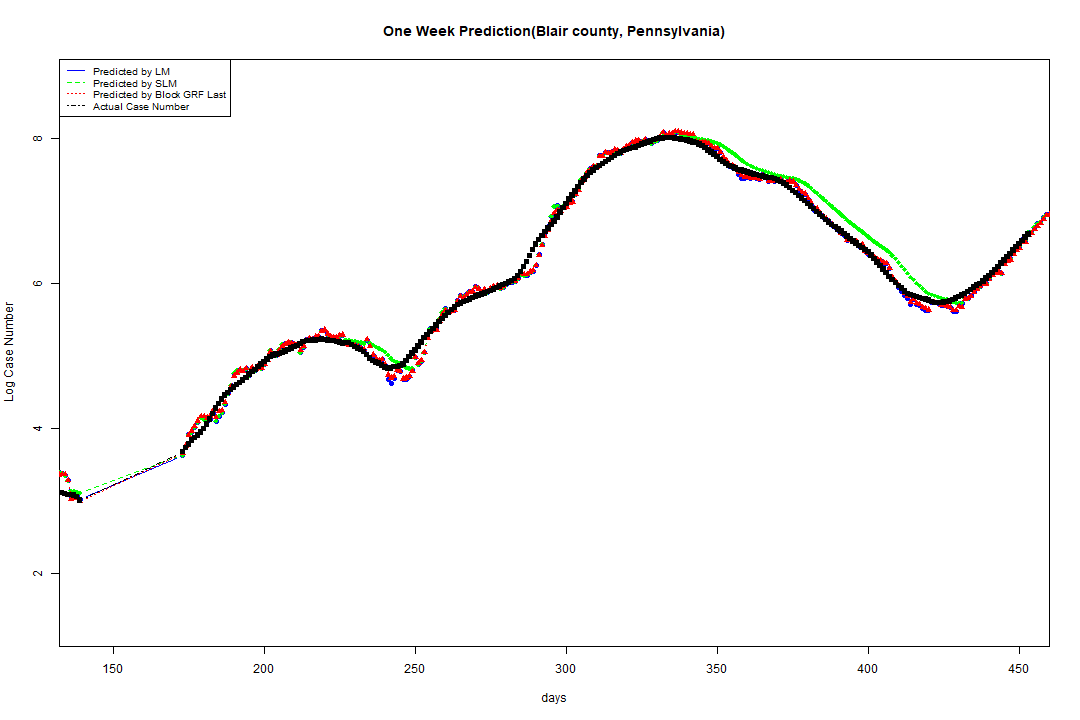 One Week Prediction(Blair county, Pennsylvania)
Predicted by LM
Predicted by SLM
Predicted by Block GRF Last
Actual Case Number
8
6
4
2
Log Case Number
150 200 250 300 350 400 450
days